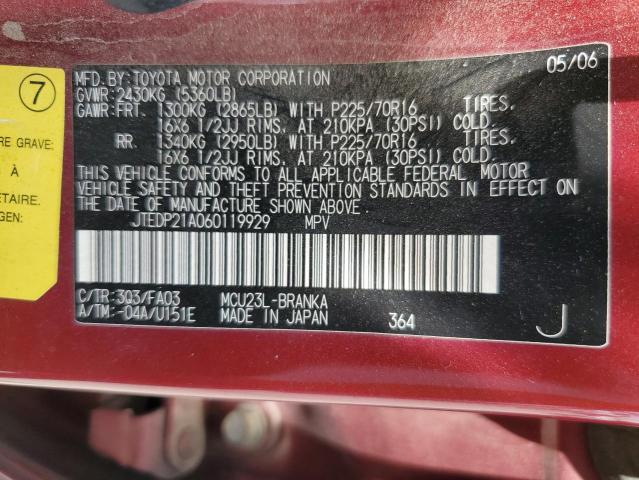 05/06
MFD.BY:TOYOTA MOTOR CORPORATION
GVWR:2430KG (5360LB)
GAWR:FRT. 1300KG (2865LB) WITH P225/70R16 TIRES,
16X6 1/2JJ RIMS, AT 210KPA (30PSI) COLD.
RR. 1340KG (2950LB) WITH P225/70R16 TIRES,
16X6 1/2JJ RIMS, AT 210KPA (30PSI) COLD.
THIS VEHICLE CONFORMS TO ALL APPLICABLE FEDERAL MOTOR
VEHICLE SAFETY AND THEFT PREVENTION STANDARDS IN EFFECT ON
THE DATE OF MANUFACTURE SHOWN ABOVE.
JTEDP21A060119929 MPV
C/TR:3Q3/FA03 MCU23L-BRANKA
A/TM:-04A/U151E MADE IN JAPAN 364 J
7
RE GRAVE:
À
ÉTAIRE.
GEN: